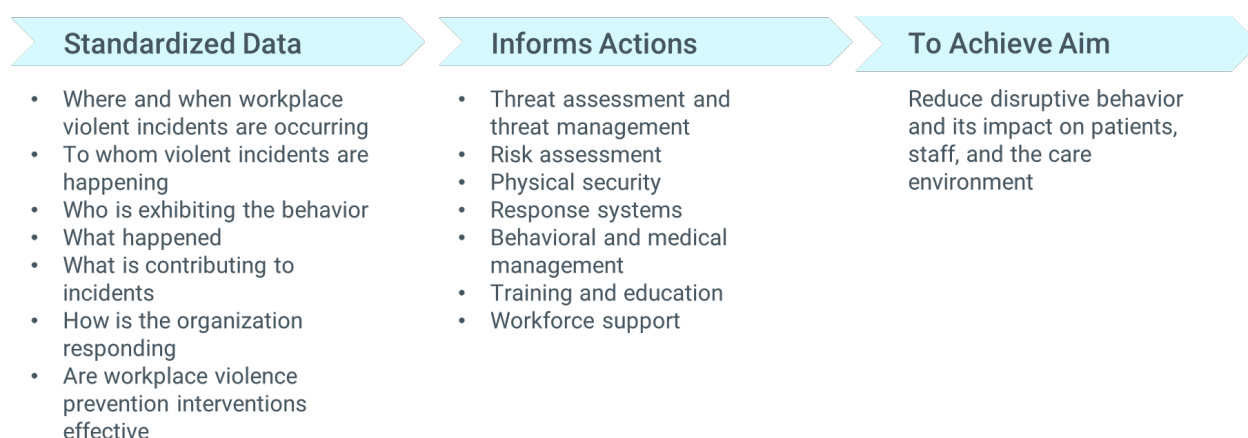 Standardized Data
• Where and when workplace
violent incidents are occurring
• To whom violent incidents are
happening
• Who is exhibiting the behavior
• What happened
• What is contributing to
incidents
• How is the organization
responding
• Are workplace violence
prevention interventions
effective
Informs Actions
• Threat assessment and
threat management
• Risk assessment
• Physical security
• Response systems
• Behavioral and medical
management
• Training and education
• Workforce support
To Achieve Aim
Reduce disruptive behavior
and its impact on patients,
staff, and the care
environment